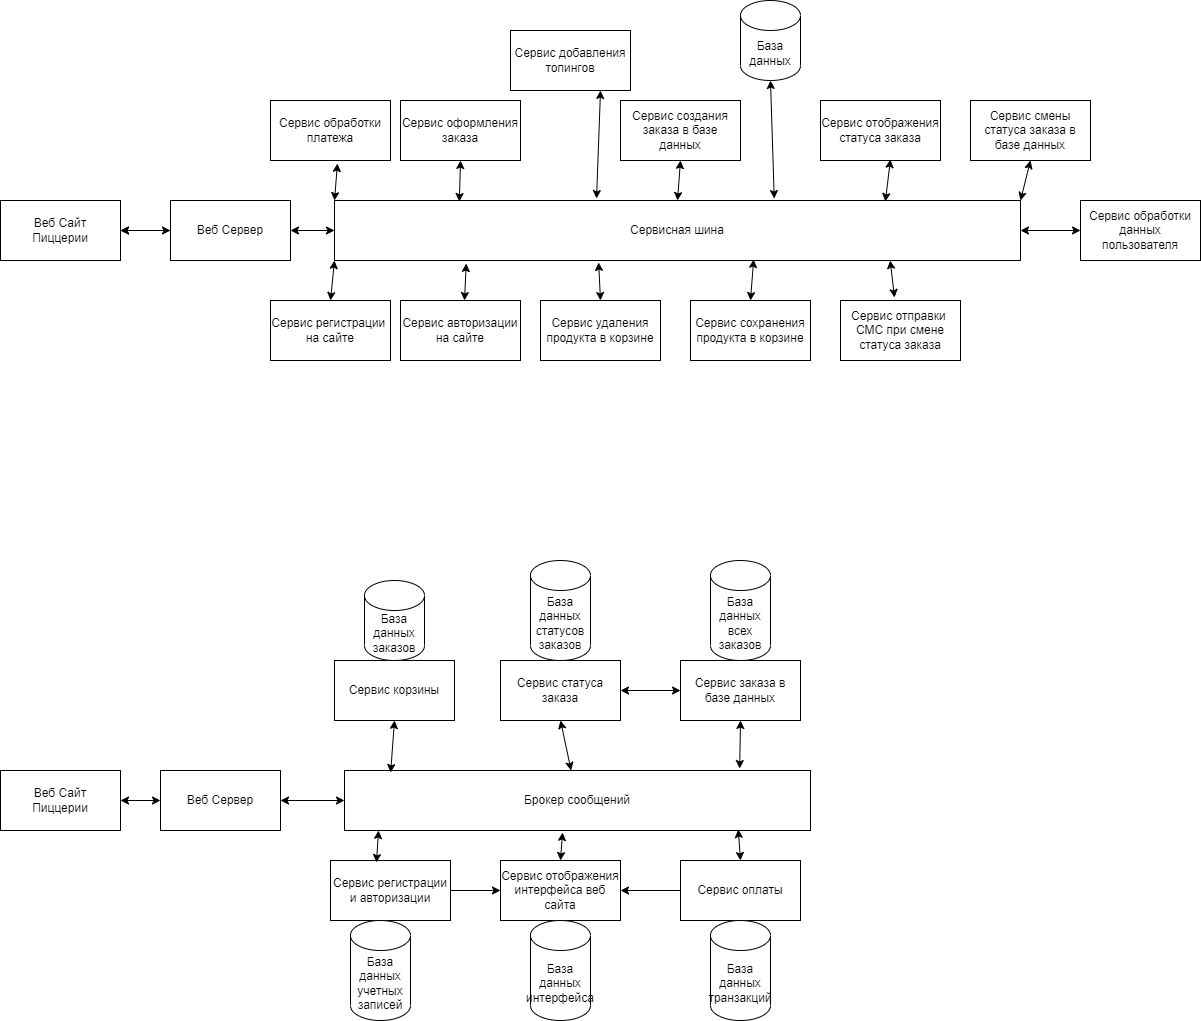 База
данных
Сервис добавления
топингов
Сервис обработки
платежа
Сервис оформления
заказа
Сервис создания
заказа в базе
данных
Сервис отображения
статуса заказа
Сервис смены
статуса заказа в
базе данных
Веб Сайт
Пиццерии
Веб Сервер
Сервисная шина
Сервис обработки
данных
пользователя
Сервис регистрации
на сайте
Сервис авторизации
на сайте
Сервис удаления
продукта в корзине
Сервис сохранения
продукта в корзине
Сервис отправки
СМС при смене
статуса заказа
База
данных
заказов
База
данных
статусов
заказов
База
данных
всех
заказов
Сервис корзины
Сервис статуса
заказа
Сервис заказа в
базе данных
Веб Сайт
Пиццерии
Веб Сервер
Брокер сообщений
Сервис регистрации
и авторизации
Сервис отображения
интерфейса веб
сайта
Сервис оплаты
База
данных
учетных
записей
База
данных
интерфейса
База
данных
транзакций